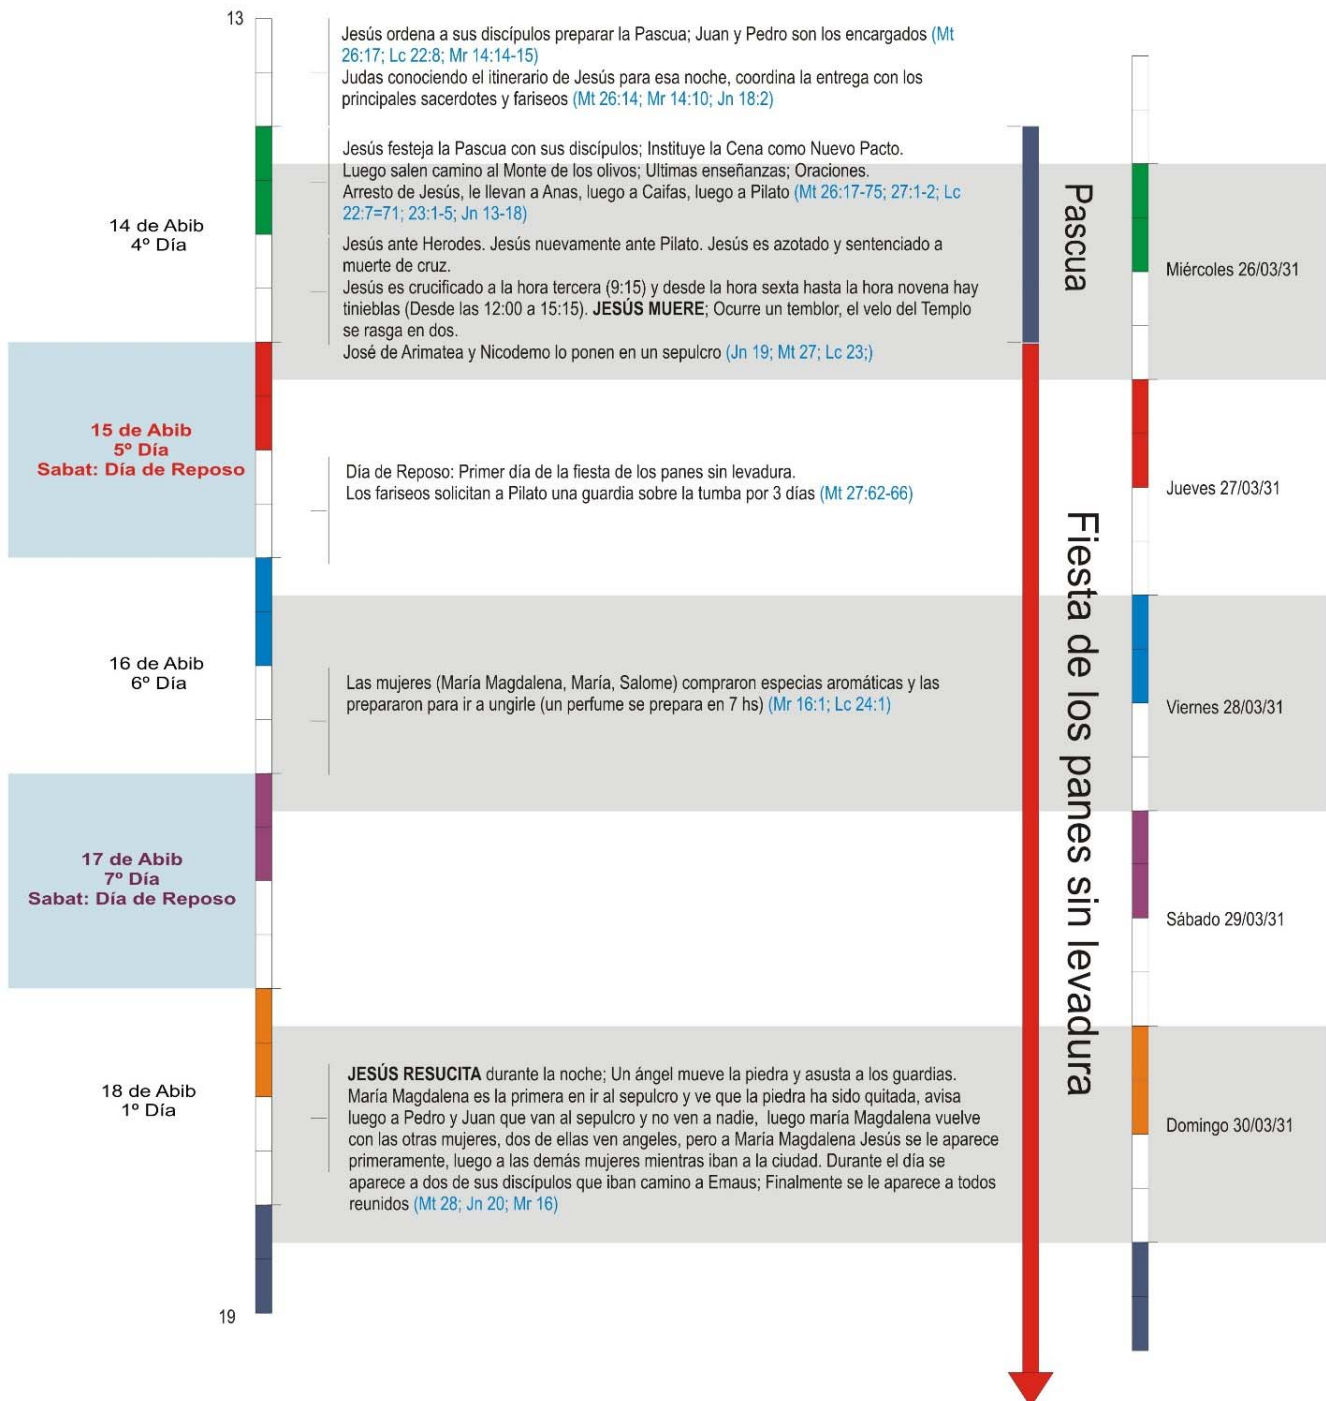 13
Jesús ordena a sus discípulos preparar la Pascua; Juan y Pedro son los encargados (Mt
26:17; Lc 22:8; Mr 14:14-15)
Judas conociendo el itinerario de Jesús para esa noche, coordina la entrega con los
principales sacerdotes y fariseos (Mt 26:14; Mr 14:10; Jn 18:2)
14 de Abib
4º Día
Jesús festeja la Pascua con sus discípulos; Instituye la Cena como Nuevo Pacto.
Luego salen camino al Monte de los olivos; Ultimas enseñanzas; Oraciones.
Arresto de Jesús, le llevan a Anas, luego a Caifas, luego a Pilato (Mt 26:17-75; 27:1-2; Lc
22:7=71; 23:1-5; Jn 13-18)
Jesús ante Herodes. Jesús nuevamente ante Pilato. Jesús es azotado y sentenciado a
muerte de cruz.
Jesús es crucificado a la hora tercera (9:15) y desde la hora sexta hasta la hora novena hay
tinieblas (Desde las 12:00 a 15:15). JESÚS MUERE; Ocurre un temblor, el velo del Templo
se rasga en dos.
José de Arimatea y Nicodemo lo ponen en un sepulcro (Jn 19; Mt 27; Lc 23;)
Pascua
Miércoles 26/03/31
15 de Abib
5º Día
Sabat: Día de Reposo
Día de Reposo: Primer día de la fiesta de los panes sin levadura.
Los fariseos solicitan a Pilato una guardia sobre la tumba por 3 días (Mt 27:62-66)
Jueves 27/03/31
Fiesta de los panes sin levadura
16 de Abib
6º Día
Las mujeres (María Magdalena, María, Salome) compraron especias aromáticas y las
prepararon para ir a ungirle (un perfume se prepara en 7 hs) (Mr 16:1; Lc 24:1)
Viernes 28/03/31
17 de Abib
7º Día
Sabat: Día de Reposo
Sábado 29/03/31
18 de Abib
1º Día
JESÚS RESUCITA durante la noche; Un ángel mueve la piedra y asusta a los guardias.
María Magdalena es la primera en ir al sepulcro y ve que la piedra ha sido quitada, avisa
luego a Pedro y Juan que van al sepulcro y no ven a nadie, luego maría Magdalena vuelve
con las otras mujeres, dos de ellas ven angeles, pero a María Magdalena Jesús se le aparece
primeramente, luego a las demás mujeres mientras iban a la ciudad. Durante el día se
aparece a dos de sus discípulos que iban camino a Emaus; Finalmente se le aparece a todos
reunidos (Mt 28; Jn 20; Mr 16)
Domingo 30/03/31
19